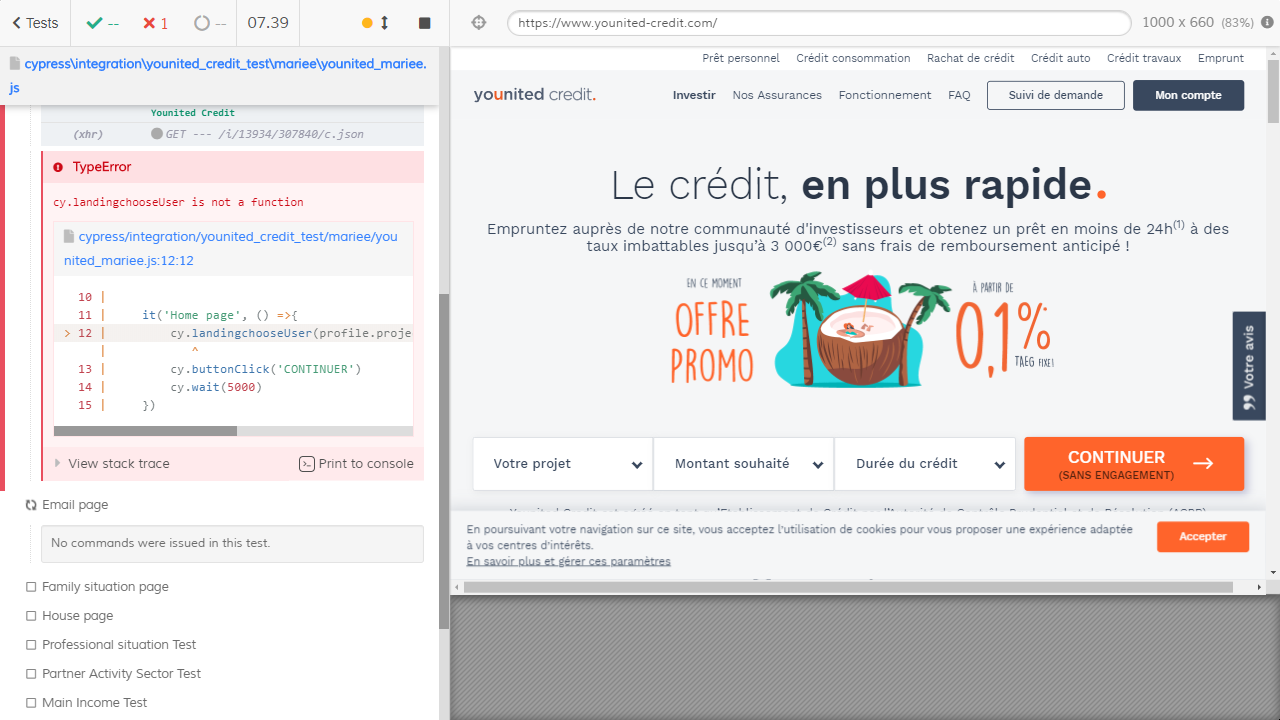 Tests
--
1
--
07.39
https://www.younited-credit.com/
1000 x 660 (83%)
cypress\integration\younited_credit_test\mariee\younited_mariee.
js
Younited Credit
(xhr) GET --- /i/13934/307840/c.json
TypeError
cy.landingchooseUser is not a function
cypress/integration/younited_credit_test/mariee/you
nited_mariee.js:12:12
10 |
11 | it('Home page', () =>{
> 12 | cy.landingchooseUser(profile.proje
| ^
13 | cy.buttonClick('CONTINUER')
14 | cy.wait(5000)
15 | })
View stack trace
Print to console
Email page
No commands were issued in this test.
Family situation page
House page
Professional situation Test
Partner Activity Sector Test
Main Income Test
Prêt personnel Crédit consommation Rachat de crédit Crédit auto Crédit travaux Emprunt
younited credit.
Investir Nos Assurances Fonctionnement FAQ Suivi de demande Mon compte
Le crédit, en plus rapide.
Empruntez auprès de notre communauté d'investisseurs et obtenez un prêt en moins de 24h(1) à des
taux imbattables jusqu'à 3 000€(2) sans frais de remboursement anticipé !
EN CE MOMENT
OFFRE
PROMO
À PARTIR DE
0,1%
TAEG FIXE!
Votre avis
Votre projet
Montant souhaité
Durée du crédit
CONTINUER
(SANS ENGAGEMENT)
En poursuivant votre navigation sur ce site, vous acceptez l'utilisation de cookies pour vous proposer une expérience adaptée
à vos centres d'intérêts.
En savoir plus et gérer ces paramètres
Accepter